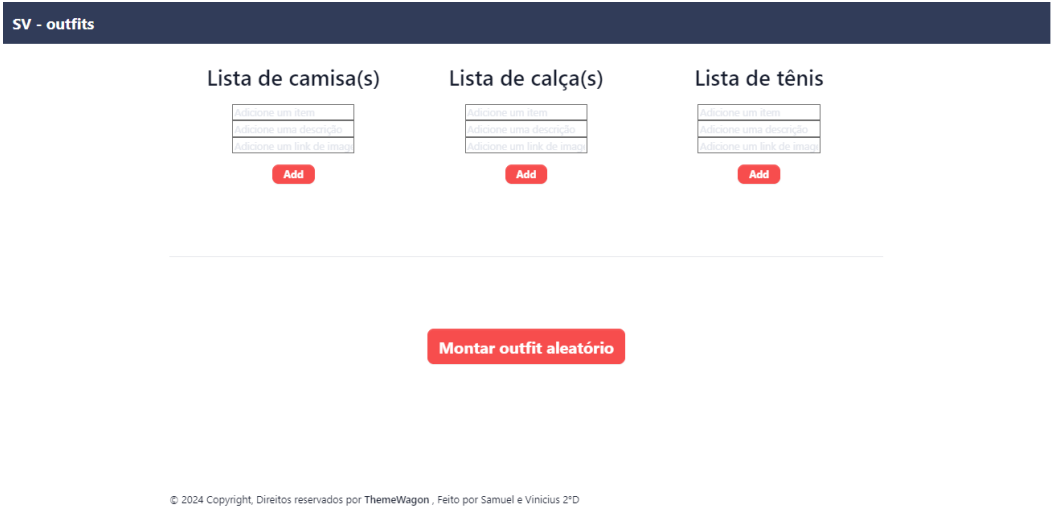 SV - outfits
Lista de camisa(s)
Adicione um item
Adicione uma descrição
Adicione um link de image
Add
Lista de calça(s)
Adicione um item
Adicione uma descrição
Adicione um link de image
Add
Lista de tênis
Adicione um item
Adicione uma descrição
Adicione um link de image
Add
Montar outfit aleatório
© 2024 Copyright, Direitos reservados por ThemeWagon , Feito por Samuel e Vinicius 2°D